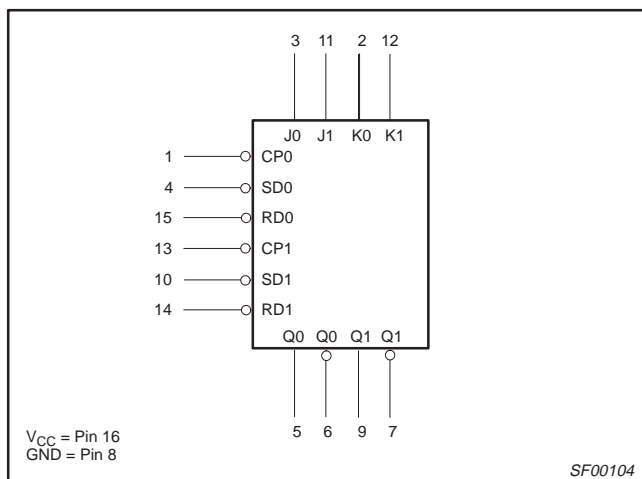 3 11 2 12
J0 J1 K0 K1
1 CP0
4 SD0
15 RD0
13 CP1
10 SD1
14 RD1
Q0 Q0 Q1 Q1
5 6 9 7
VCC = Pin 16
GND = Pin 8
SF00104